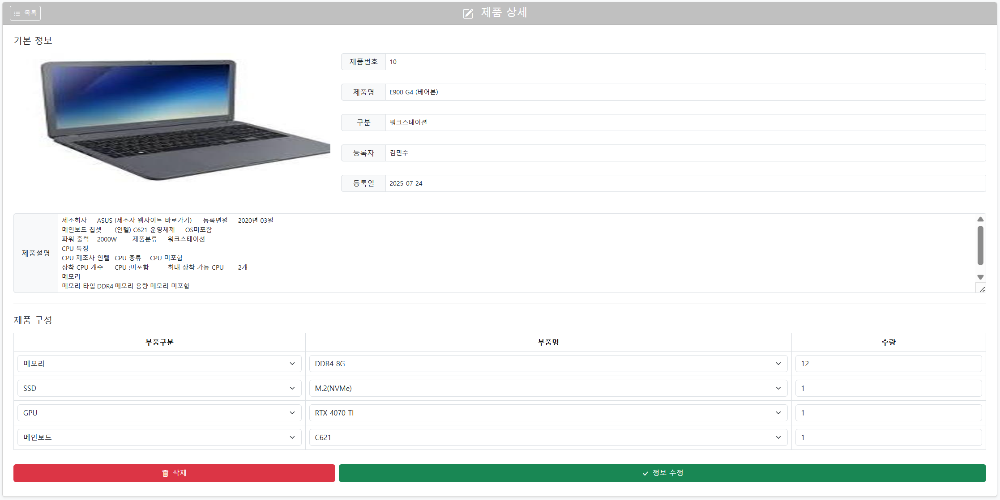 목록
제품 상세
기본 정보
제품번호 10
제품명 E900 G4 (베어본)
구분 워크스테이션
등록자 김민수
등록일 2025-07-24
제품설명
제조회사 ASUS (제조사 웹사이트 바로가기) 등록년월 2020년 03월
메인보드 칩셋 (인텔) C621 운영체제 OS미포함
파워 출력 2000W 제품분류 워크스테이션
CPU 특징
CPU 제조사 인텔 CPU 종류 CPU 미포함
장착 CPU 개수 CPU :미포함 최대 장착 가능 CPU 2개
메모리
메모리 타입 DDR4 메모리 용량 메모리 미포함
제품 구성
부품구분 부품명 수량
메모리 DDR4 8G 12
SSD M.2(NVMe) 1
GPU RTX 4070 TI 1
메인보드 C621 1
삭제
정보 수정